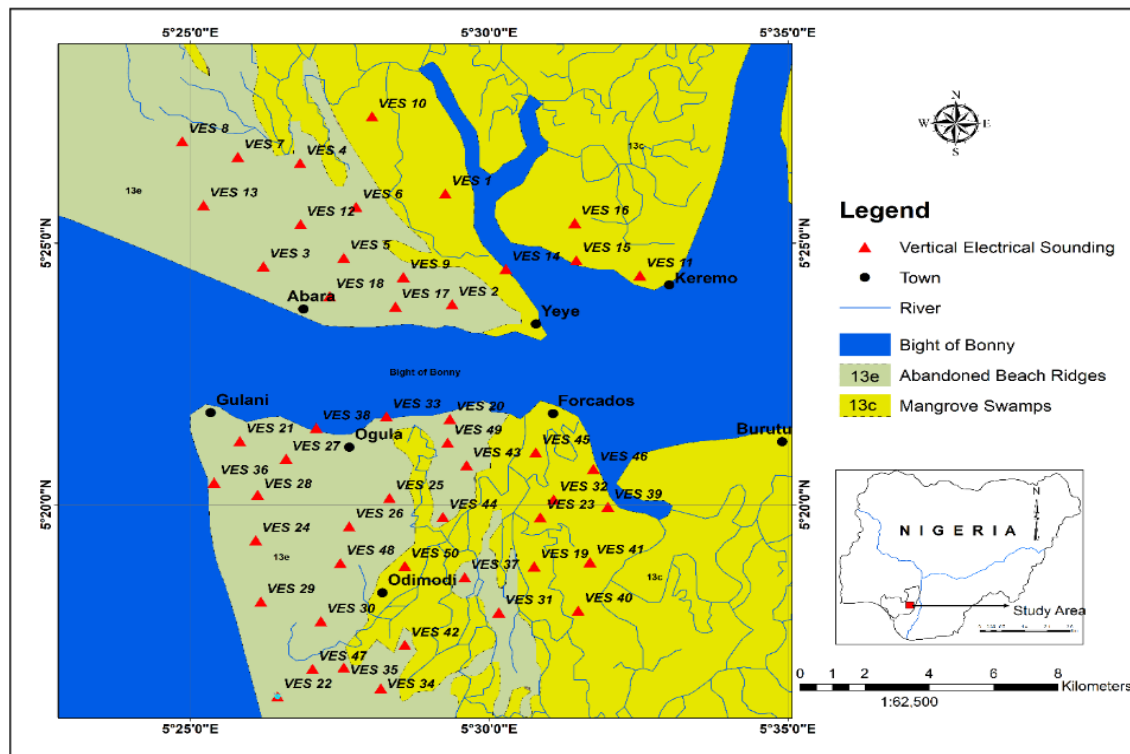 5°25'0"E 5°30'0"E 5°35'0"E
VES 10
VES 8
VES 7
VES 4
13c
VES 1
13e
VES 13
VES 6
VES 12
VES 16
5°25'0"N
5°25'0"N
VES 5
VES 3
VES 9
VES 14
VES 15
VES 11
Keremo
VES 18
Abara
VES 17
VES 2
Yeye
Bight of Bonny
Gulani
VES 38
VES 33
VES 20
Forcados
VES 21
Ogula
VES 49
Burutu
VES 27
VES 43
VES 45
VES 46
VES 36
VES 28
VES 25
VES 32
VES 39
5°20'0"N
5°20'0"N
VES 44
VES 23
VES 24
VES 26
13e
VES 48
VES 50
VES 37
VES 19
VES 41
13c
Odimodi
VES 29
VES 30
VES 31
VES 40
VES 42
VES 47
VES 35
VES 22
VES 34
5°25'0"E 5°30'0"E 5°35'0"E
N
W E
S
Legend
Vertical Electrical Sounding
Town
River
Bight of Bonny
13e Abandoned Beach Ridges
13c Mangrove Swamps
N
NIGERIA
Study Area
0 1 2 4 6 8
Kilometers
1:62,500